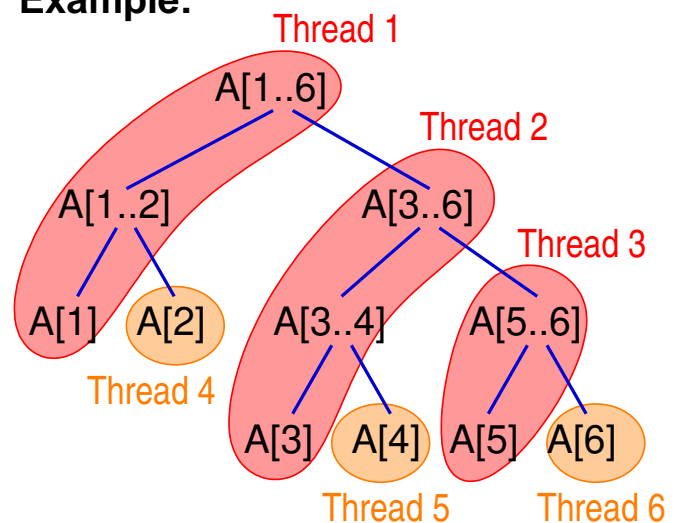 Example:
Thread 1
A[1..6]
Thread 2
A[1..2]
A[3..6]
Thread 3
A[1]
A[2]
A[3..4]
A[5..6]
Thread 4
A[3]
A[4]
A[5]
A[6]
Thread 5
Thread 6